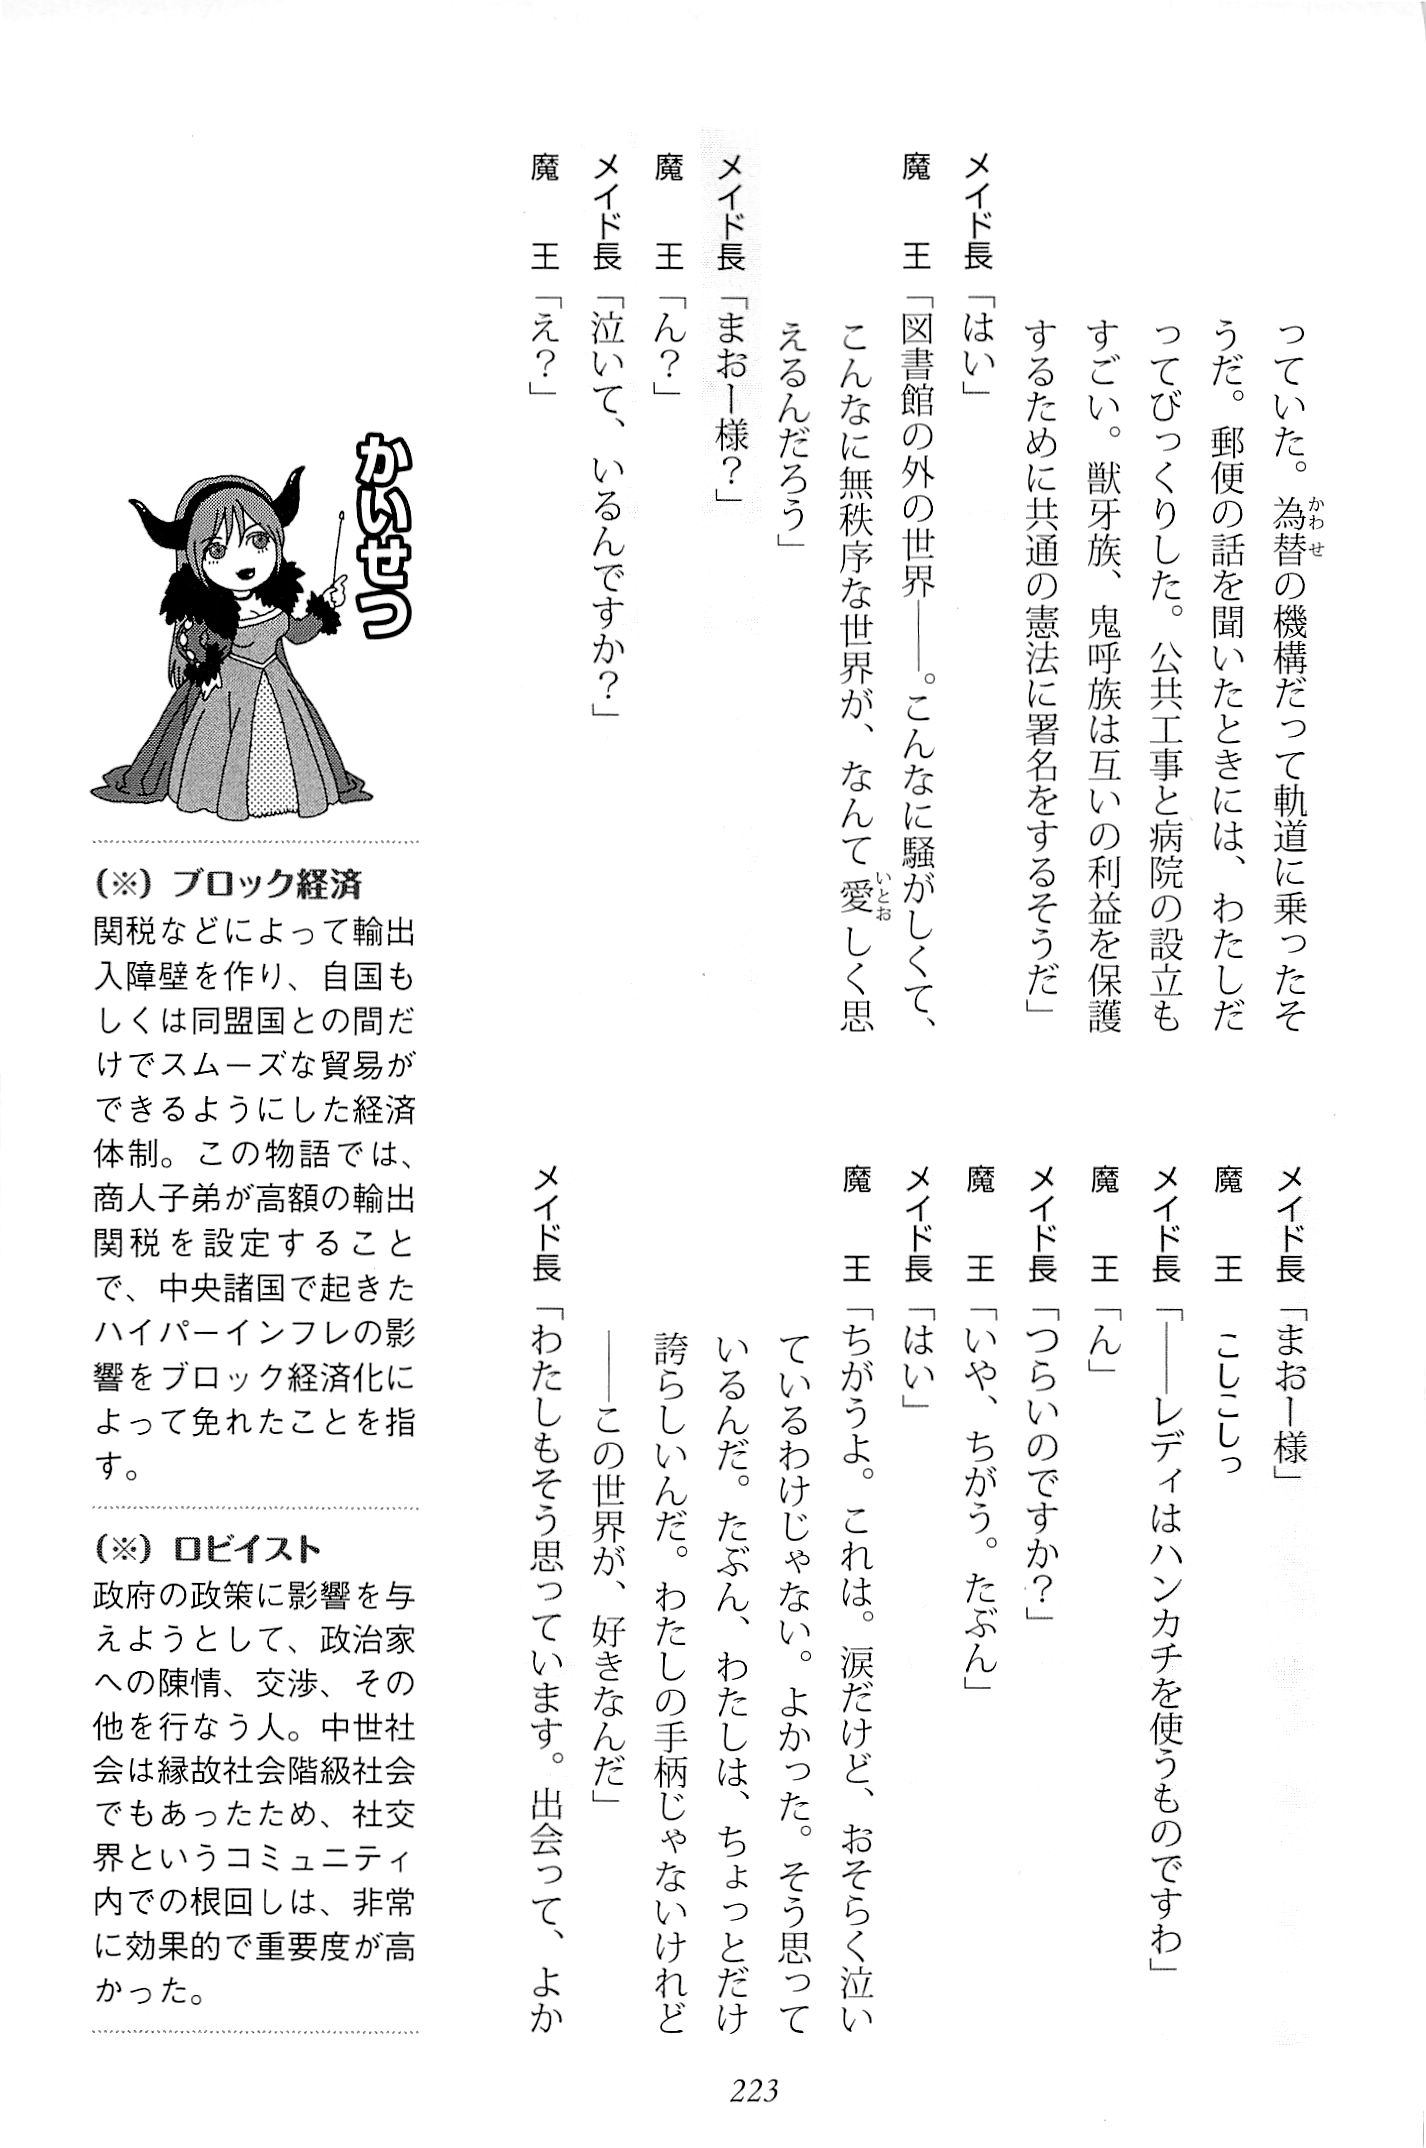 っていた。為替の機構だって軌道に乗ったそ
うだ。郵便の話を聞いたときには、わたしだ
ってびっくりした。公共工事と病院の設立も
すごい。獣牙族、鬼呼族は互いの利益を保護
するために共通の憲法に署名をするそうだ」
メイド長「はい」
魔　王「図書館の外の世界――。こんなに騒がしくて、
こんなに無秩序な世界が、なんて愛しく思
えるんだろう」
メイド長「まおー様？」
魔　王「ん？」
メイド長「泣いて、いるんですか？」
魔　王「え？」
メイド長「まおー様」
魔　王　こしこしっ
メイド長「――レディはハンカチを使うものですわ」
魔　王「ん」
メイド長「つらいのですか？」
魔　王「いや、ちがう。たぶん」
メイド長「はい」
魔　王「ちがうよ。これは。涙だけど、おそらく泣い
ているわけじゃない。よかった。そう思って
いるんだ。たぶん、わたしは、ちょっとだけ
誇らしいんだ。わたしの手柄じゃないけれど
――この世界が、好きなんだ」
メイド長「わたしもそう思っています。出会って、よか
かいせつ
（※）ブロック経済
関税などによって輸出
入障壁を作り、自国も
しくは同盟国との間だ
けでスムーズな貿易が
できるようにした経済
体制。この物語では、
商人子弟が高額の輸出
関税を設定すること
で、中央諸国で起きた
ハイパーインフレの影
響をブロック経済化に
よって免れたことを指
す。
（※）ロビイスト
政府の政策に影響を与
えようとして、政治家
への陳情、交渉、その
他を行なう人。中世社
会は縁故社会階級社会
でもあったため、社交
界というコミュニティ
内での根回しは、非常
に効果的で重要度が高
かった。
223